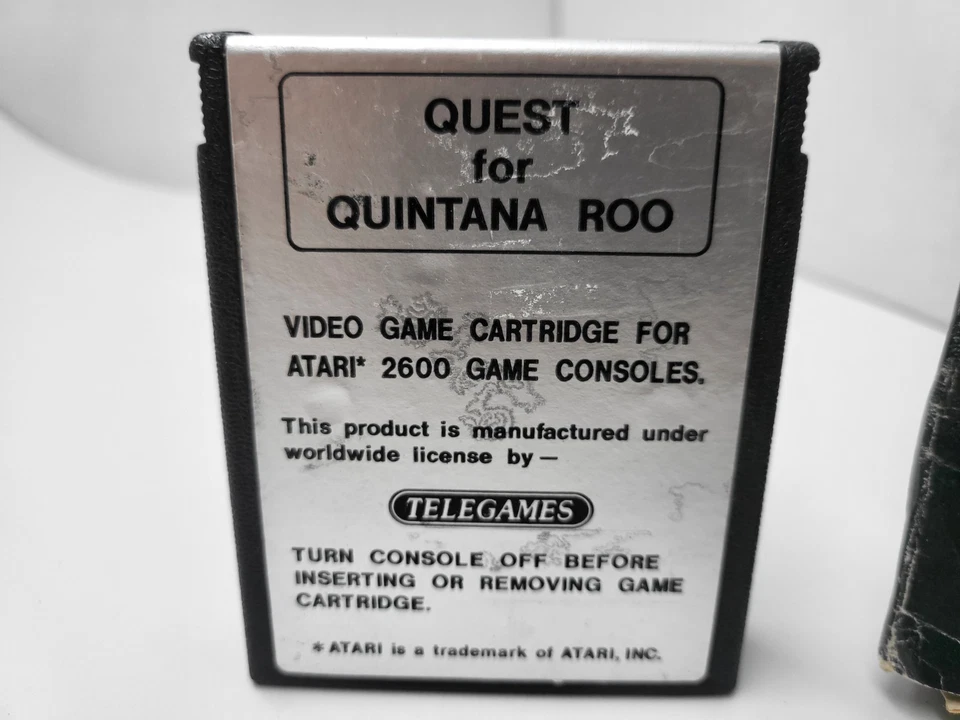 QUEST
for
QUINTANA ROO
VIDEO GAME CARTRIDGE FOR
ATARI* 2600 GAME CONSOLES.
This product is manufactured under
worldwide license by —
TELEGAMES
TURN CONSOLE OFF BEFORE
INSERTING OR REMOVING GAME
CARTRIDGE.
* ATARI is a trademark of ATARI, INC.